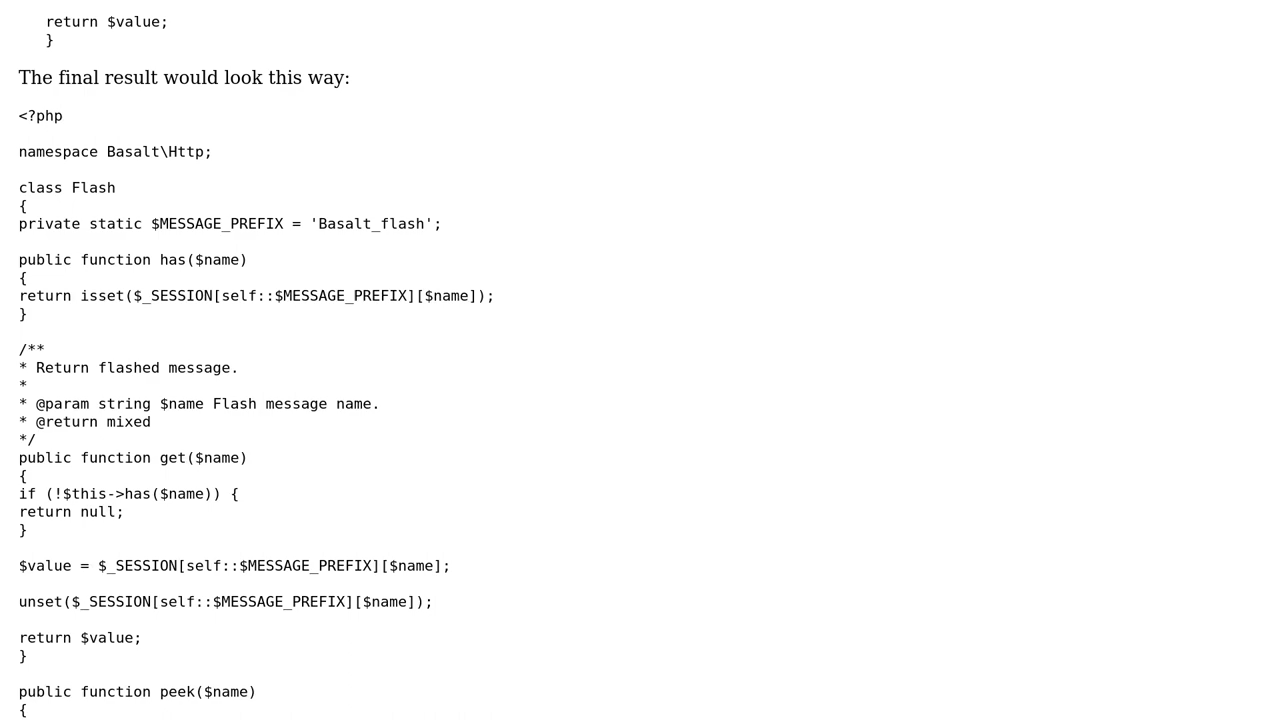 return $value;
}
The final result would look this way:
<?php
namespace Basalt\Http;
class Flash
{
private static $MESSAGE_PREFIX = 'Basalt_flash';
public function has($name)
{
return isset($_SESSION[self::$MESSAGE_PREFIX][$name]);
}
/**
* Return flashed message.
*
* @param string $name Flash message name.
* @return mixed
*/
public function get($name)
{
if (!$this->has($name)) {
return null;
}
$value = $_SESSION[self::$MESSAGE_PREFIX][$name];
unset($_SESSION[self::$MESSAGE_PREFIX][$name]);
return $value;
}
public function peek($name)
{